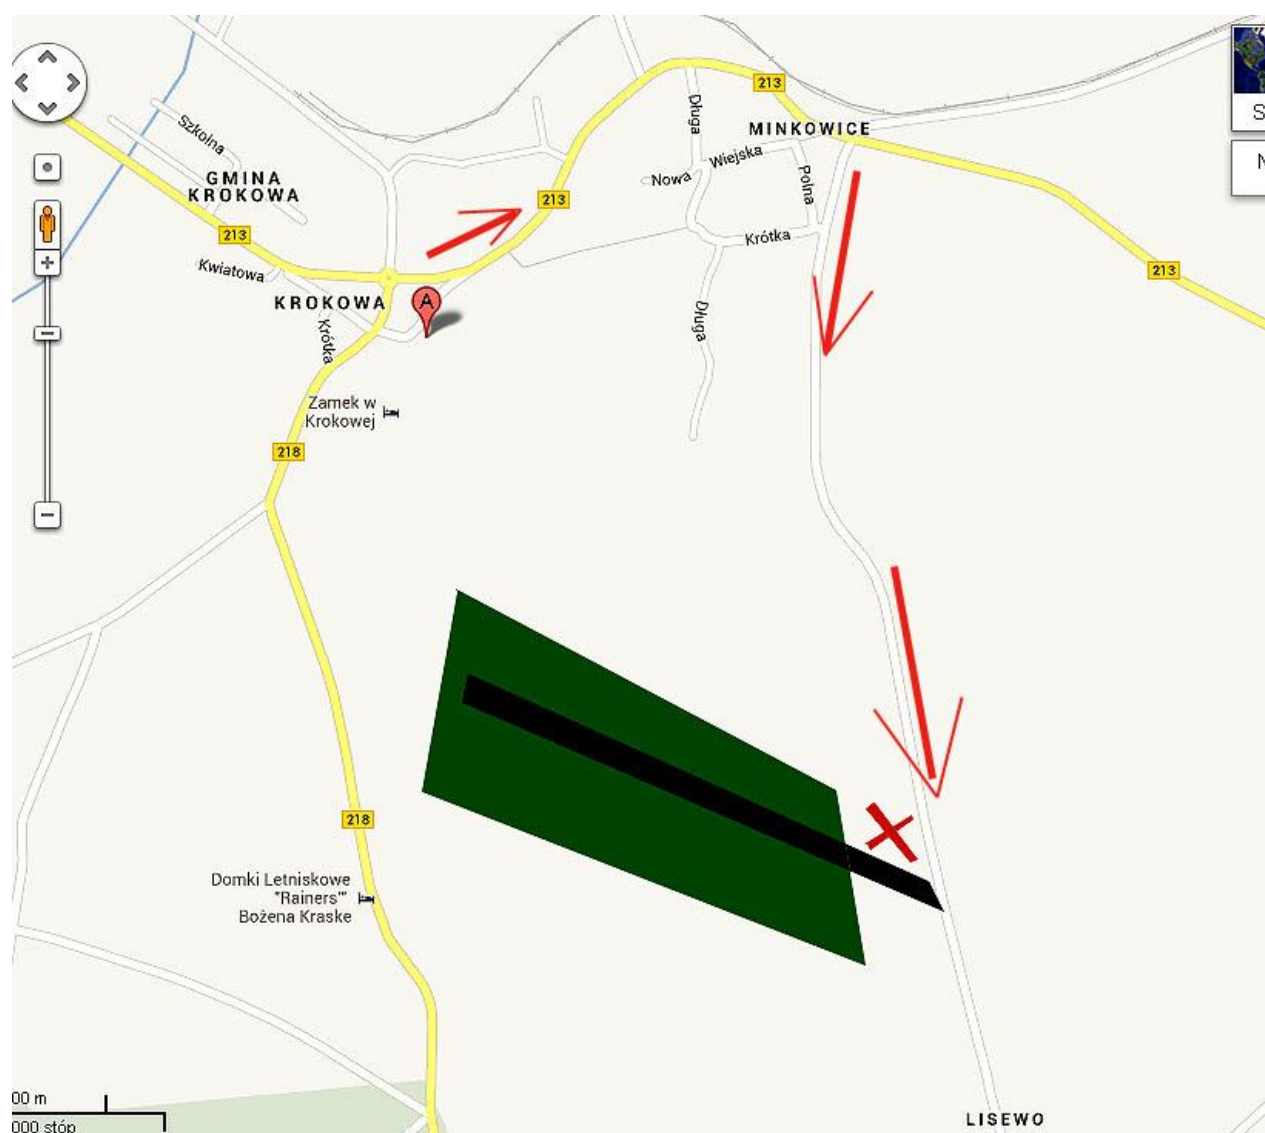 213
Długa
MINKOWICE
Szkolna
Wiejska
GMINA
KROKOWA
Nowa
Polna
213
213
Krótka
Kwiatowa
213
KROKOWA
A
Krótka
Długa
Zamek w
Krokowej
218
218
Domki Letniskowe
"Rainers'"
Bożena Kraske
00 m
000 stóp
LISEWO
S
N